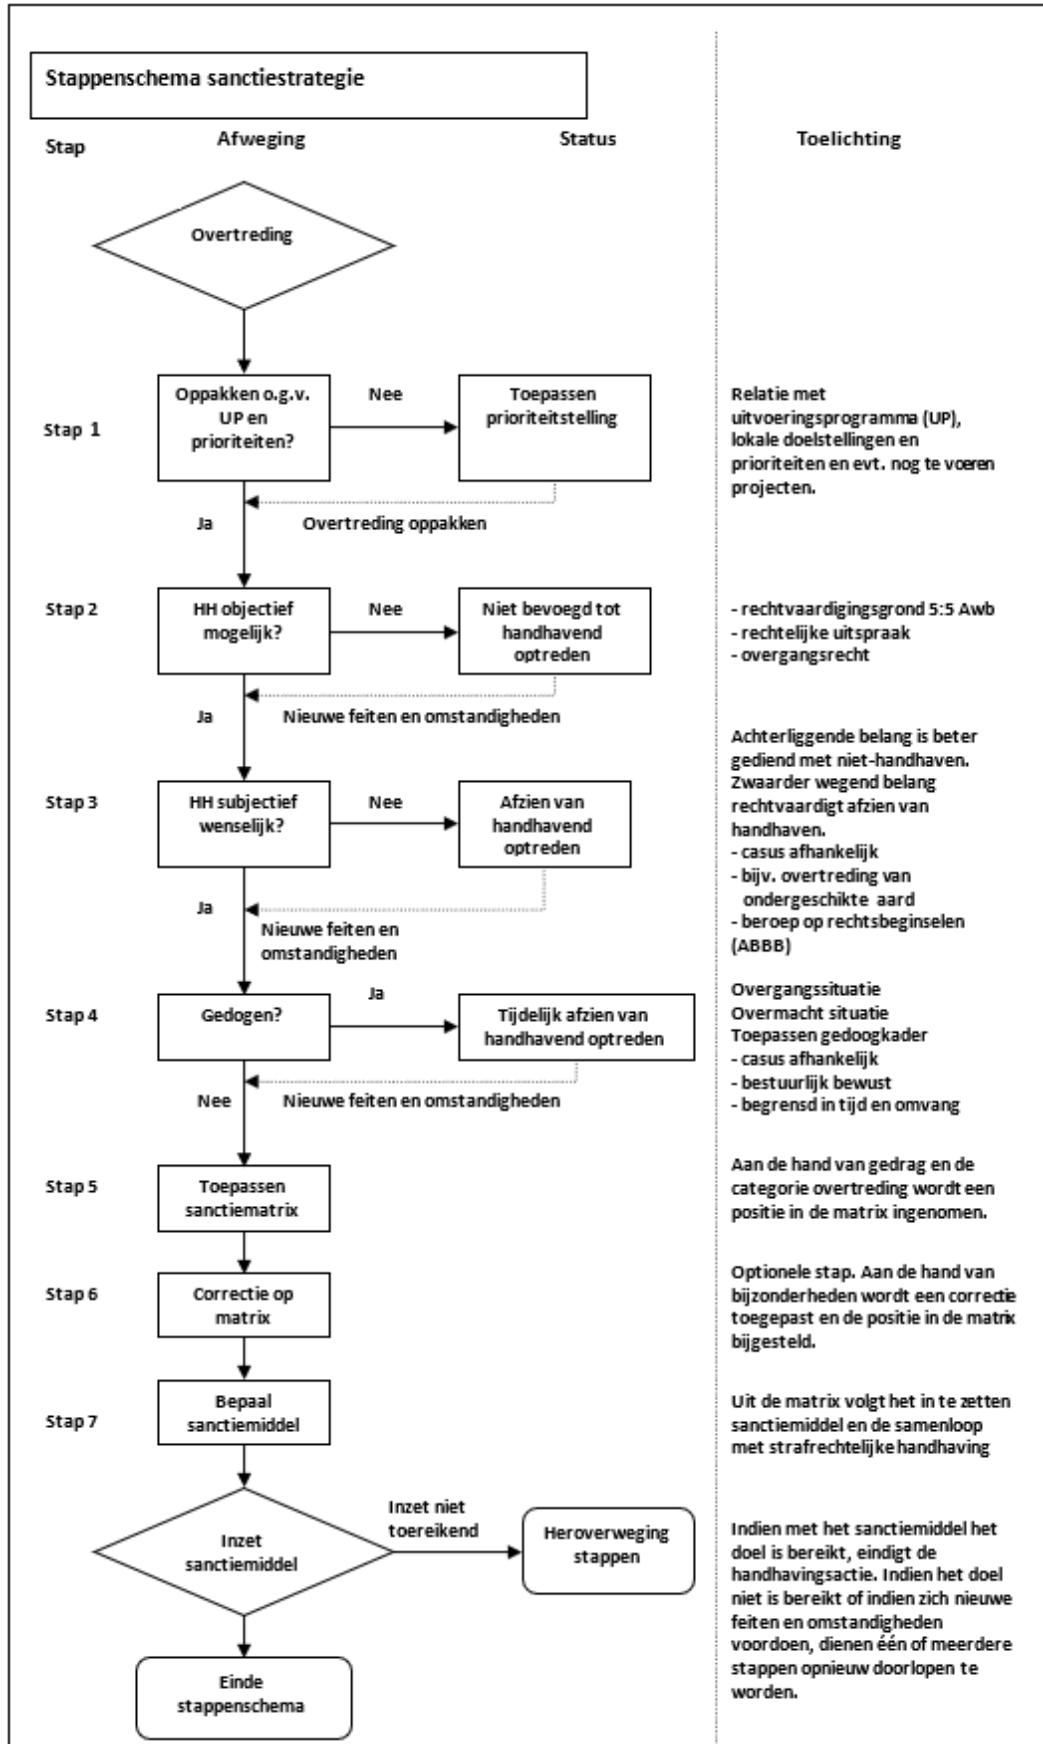 Stappenschema sanctiestrategie
Stap
Afweging
Status
Toelichting
Overtreding
Stap 1
Oppakken o.g.v.
UP en
prioriteiten?
Nee
Toepassen
prioriteitstelling
Relatie met
uitvoeringsprogramma (UP),
lokale doelstellingen en
prioriteiten en evt. nog te voeren
projecten.
Ja
Overtreding oppakken
Stap 2
HH objectief
mogelijk?
Nee
Niet bevoegd tot
handhavend
optreden
- rechtvaardigingsgrond 5:5 Awb
- rechtelijke uitspraak
- overgangsrecht
Ja
Nieuwe feiten en omstandigheden
Stap 3
HH subjectief
wenselijk?
Nee
Afzien van
handhavend
optreden
Achterliggende belang is beter
gediend met niet-handhaven.
Zwaarder wegend belang
rechtvaardigt afzien van
handhaven.
- casus afhankelijk
- bijv. overtreding van
ondergeschikte aard
- beroep op rechtsbeginselen
(ABBB)
Ja
Nieuwe feiten en
omstandigheden
Stap 4
Gedogen?
Ja
Tijdelijk afzien van
handhavend optreden
Overgangssituatie
Overmacht situatie
Toepassen gedoogkader
- casus afhankelijk
- bestuurlijk bewust
- begrensd in tijd en omvang
Nee
Nieuwe feiten en omstandigheden
Stap 5
Toepassen
sanctiematrix
Aan de hand van gedrag en de
categorie overtreding wordt een
positie in de matrix ingenomen.
Stap 6
Correctie op
matrix
Optionele stap. Aan de hand van
bijzonderheden wordt een correctie
toegepast en de positie in de matrix
bijgesteld.
Stap 7
Bepaal
sanctiemiddel
Uit de matrix volgt het in te zetten
sanctiemiddel en de samenloop
met strafrechtelijke handhaving
Inzet
sanctiemiddel
Inzet niet
toereikend
Heroverweging
stappen
Indien met het sanctiemiddel het
doel is bereikt, eindigt de
handhavingsactie. Indien het doel
niet is bereikt of indien zich nieuwe
feiten en omstandigheden
voordoen, dienen één of meerdere
stappen opnieuw doorlopen te
worden.
Einde
stappenschema